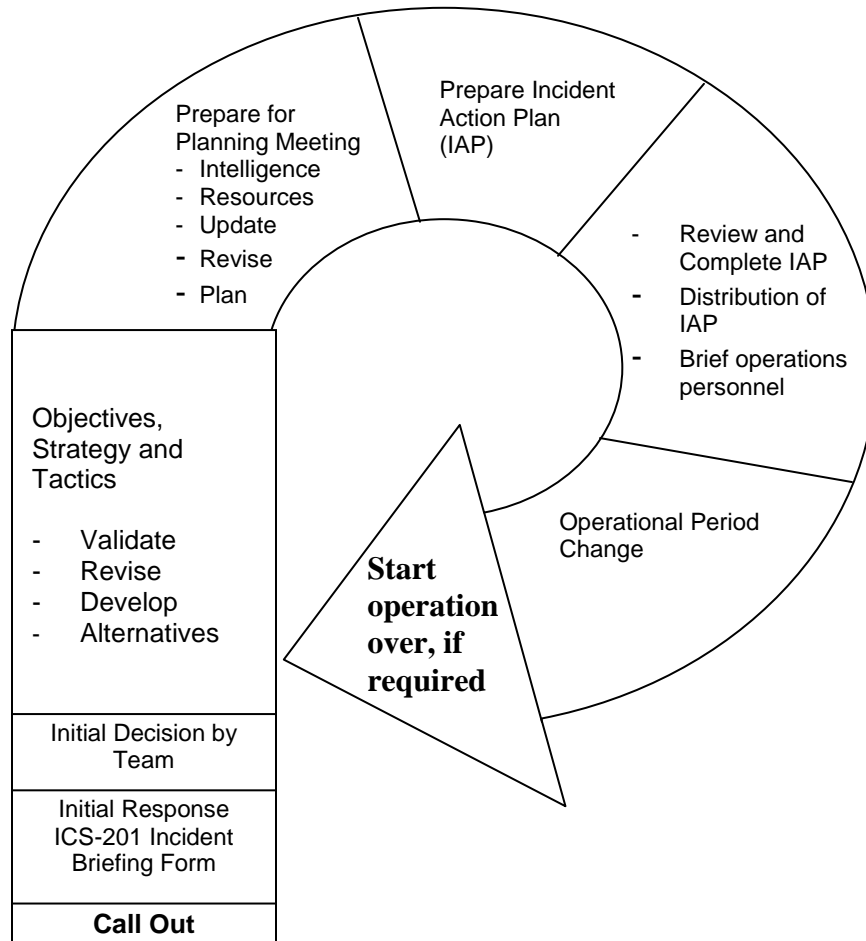 Prepare for
Planning Meeting
- Intelligence
- Resources
- Update
- Revise
- Plan
Prepare Incident
Action Plan
(IAP)
- Review and
Complete IAP
- Distribution of
IAP
- Brief operations
personnel
Operational Period
Change
Start
operation
over, if
required
Objectives,
Strategy and
Tactics
- Validate
- Revise
- Develop
- Alternatives
Initial Decision by
Team
Initial Response
ICS-201 Incident
Briefing Form
Call Out